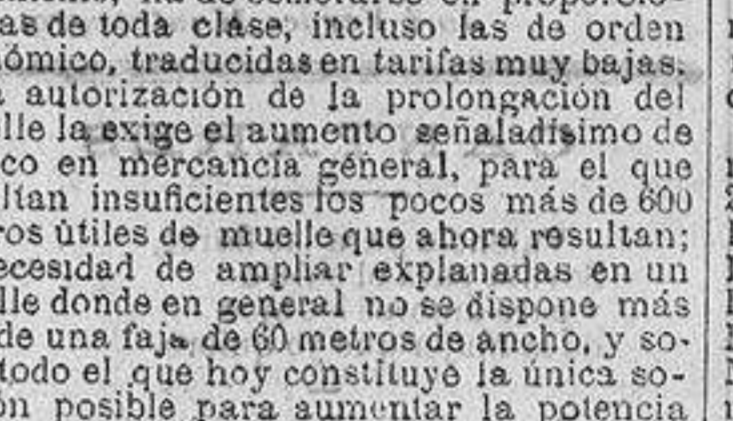 as de toda clase, incluso las de orden
ómico, traducidas en tarifas muy bajas.
a autorización de la prolongación del
elle la exige el aumento señaladísimo de
co en mercancía general, para el que
ltan insuficientes los pocos más de 600
ros útiles de muelle que ahora resultan;
ecesidad de ampliar explanadas en un
lle donde en general no se dispone más
de una faja de 60 metros de ancho, y so-
todo el que hoy constituye la única so-
ón posible para aumentar la potencia